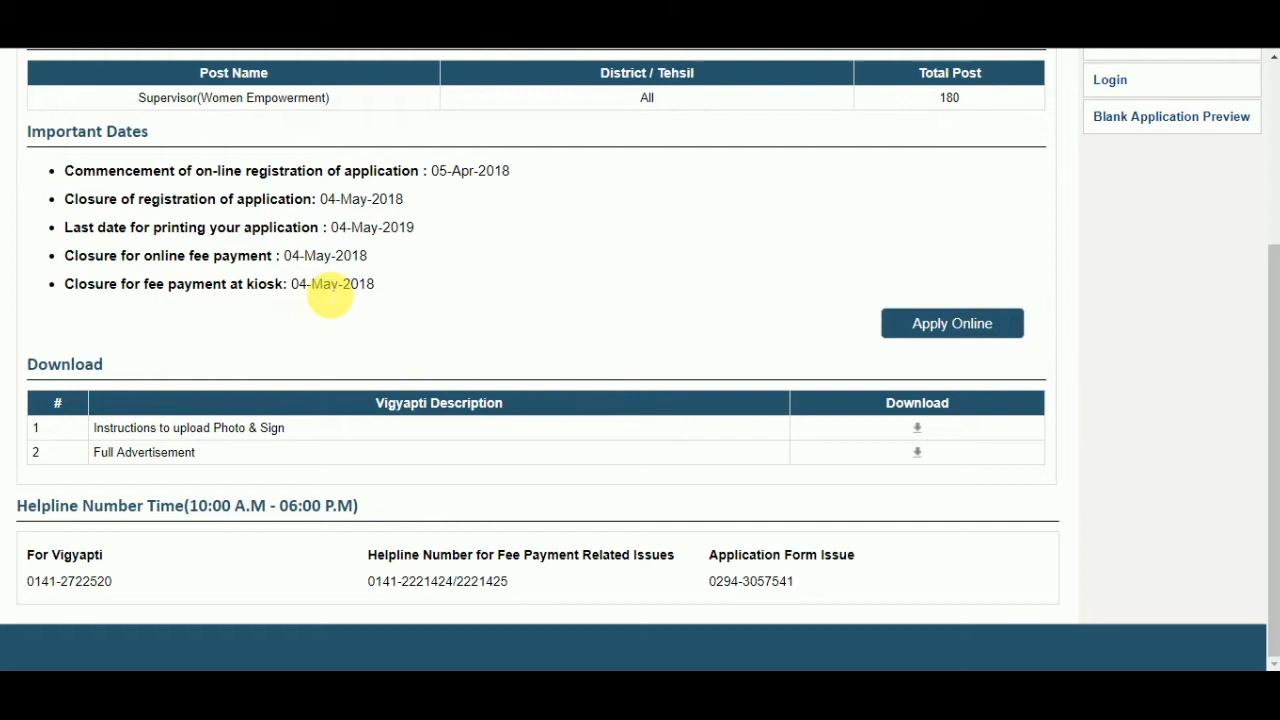 Post Name District / Tehsil Total Post
Supervisor(Women Empowerment) All 180
Login
Blank Application Preview
Important Dates
Commencement of on-line registration of application : 05-Apr-2018
Closure of registration of application: 04-May-2018
Last date for printing your application : 04-May-2019
Closure for online fee payment : 04-May-2018
Closure for fee payment at kiosk: 04-May-2018
Apply Online
Download
# Vigyapti Description Download
1 Instructions to upload Photo & Sign
2 Full Advertisement
Helpline Number Time(10:00 A.M - 06:00 P.M)
For Vigyapti Helpline Number for Fee Payment Related Issues Application Form Issue
0141-2722520 0141-2221424/2221425 0294-3057541